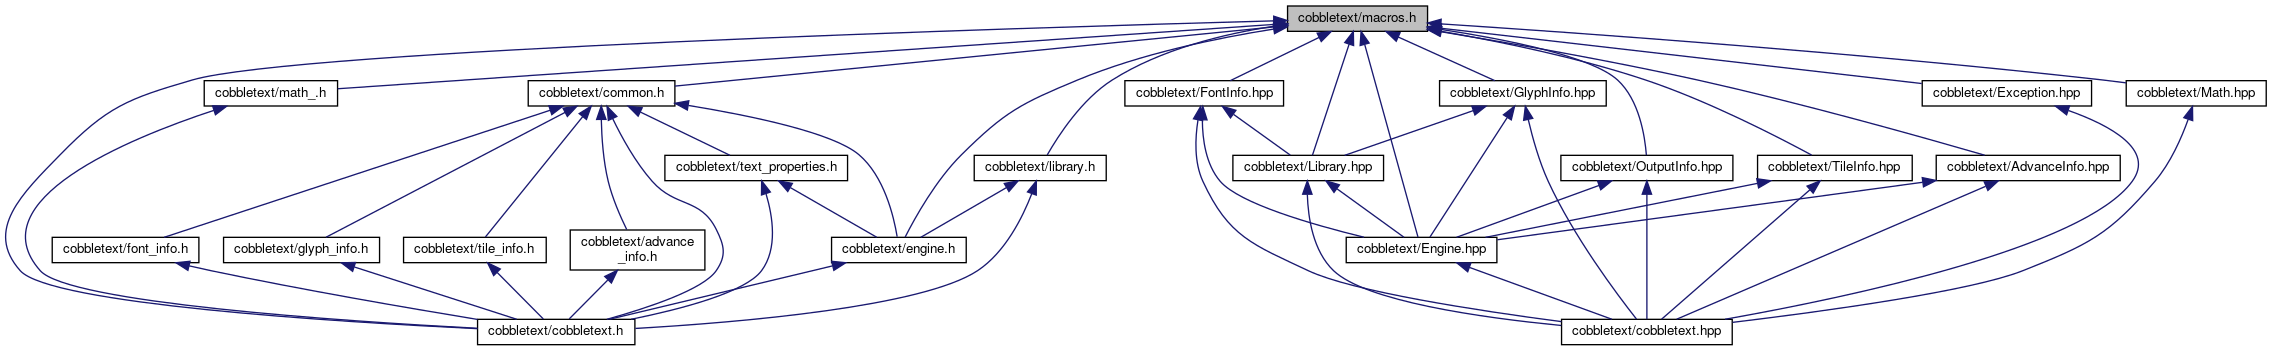 cobbletext/macros.h
cobbletext/math_.h
cobbletext/common.h
cobbletext/FontInfo.hpp
cobbletext/GlyphInfo.hpp
cobbletext/Exception.hpp
cobbletext/Math.hpp
cobbletext/text_properties.h
cobbletext/library.h
cobbletext/Library.hpp
cobbletext/OutputInfo.hpp
cobbletext/TileInfo.hpp
cobbletext/AdvanceInfo.hpp
cobbletext/font_info.h
cobbletext/glyph_info.h
cobbletext/tile_info.h
cobbletext/advance
_info.h
cobbletext/engine.h
cobbletext/Engine.hpp
cobbletext/cobbletext.h
cobbletext/cobbletext.hpp